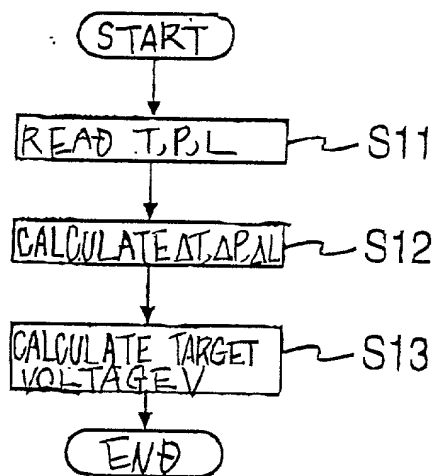 START
READ T,P,L
S11
CALCULATE ΔT,ΔP,ΔL
S12
CALCULATE TARGET
VOLTAGE V
S13
END